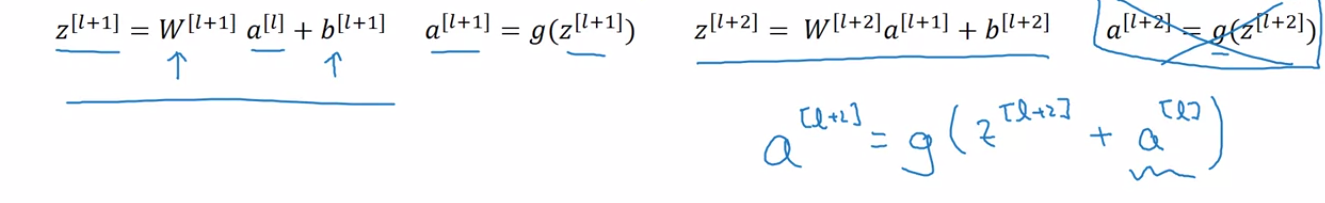 z^{[l+1]} = W^{[l+1]} a^{[l]} + b^{[l+1]}   a^{[l+1]} = g(z^{[l+1]})   z^{[l+2]} = W^{[l+2]}a^{[l+1]} + b^{[l+2]}   a^{[l+2]} = g(z^{[l+2]})
a^{[l+2]} = g(z^{[l+2]} + a^{[l]})